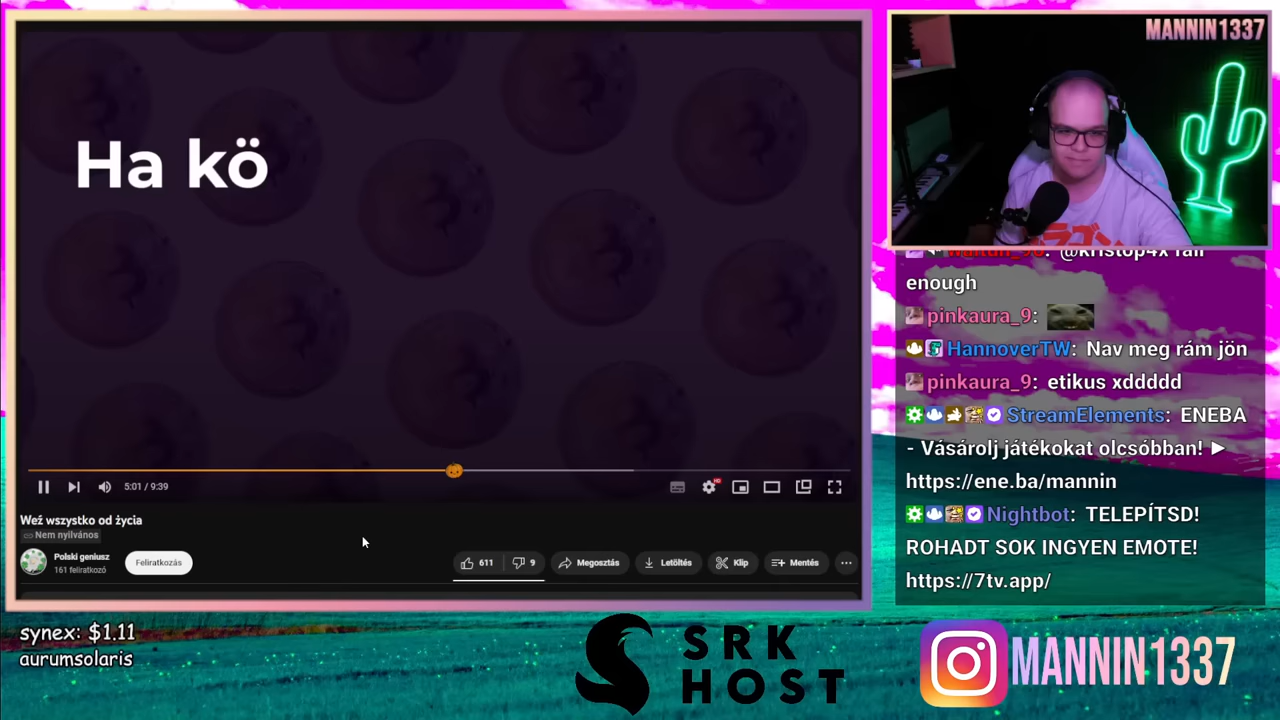 MANNIN1337
Ha kö
enough
pinkaura_9:
HannoverTW: Nav meg rám jön
pinkaura_9: etikus xddddd
StreamElements: ENEBA
- Vásárolj játékokat olcsóbban! ►
https://ene.ba/mannin
Nightbot: TELEPÍTSD!
ROHADT SOK INGYEN EMOTE!
https://7tv.app/
5:01 / 9:39
HD
Weź wszystko od życia
Nem nyilvános
Polski geniusz
161 feliratkozó
Feliratkozás
611
9
Megosztás
Letöltés
Klip
Mentés
synex: $1.11
aurumsolaris
SRK
HOST
MANNIN1337